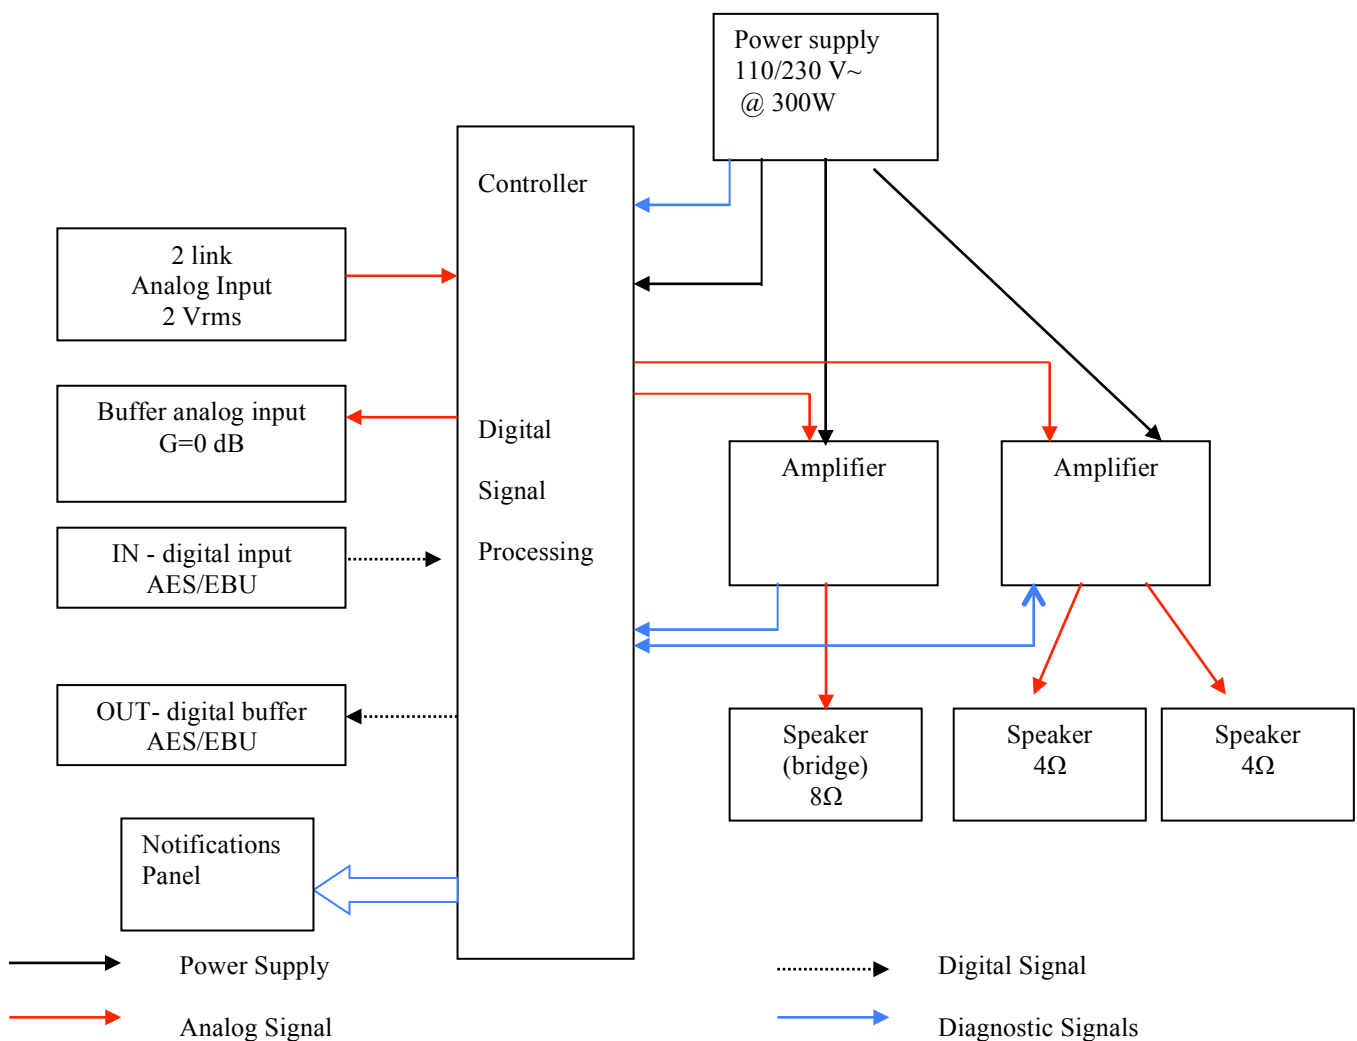 Power supply
110/230 V~
@ 300W
Controller
Digital
Signal
Processing
2 link
Analog Input
2 Vrms
Buffer analog input
G=0 dB
IN - digital input
AES/EBU
OUT- digital buffer
AES/EBU
Notifications
Panel
Amplifier
Amplifier
Speaker
(bridge)
8Ω
Speaker
4Ω
Speaker
4Ω
Power Supply
Analog Signal
Digital Signal
Diagnostic Signals